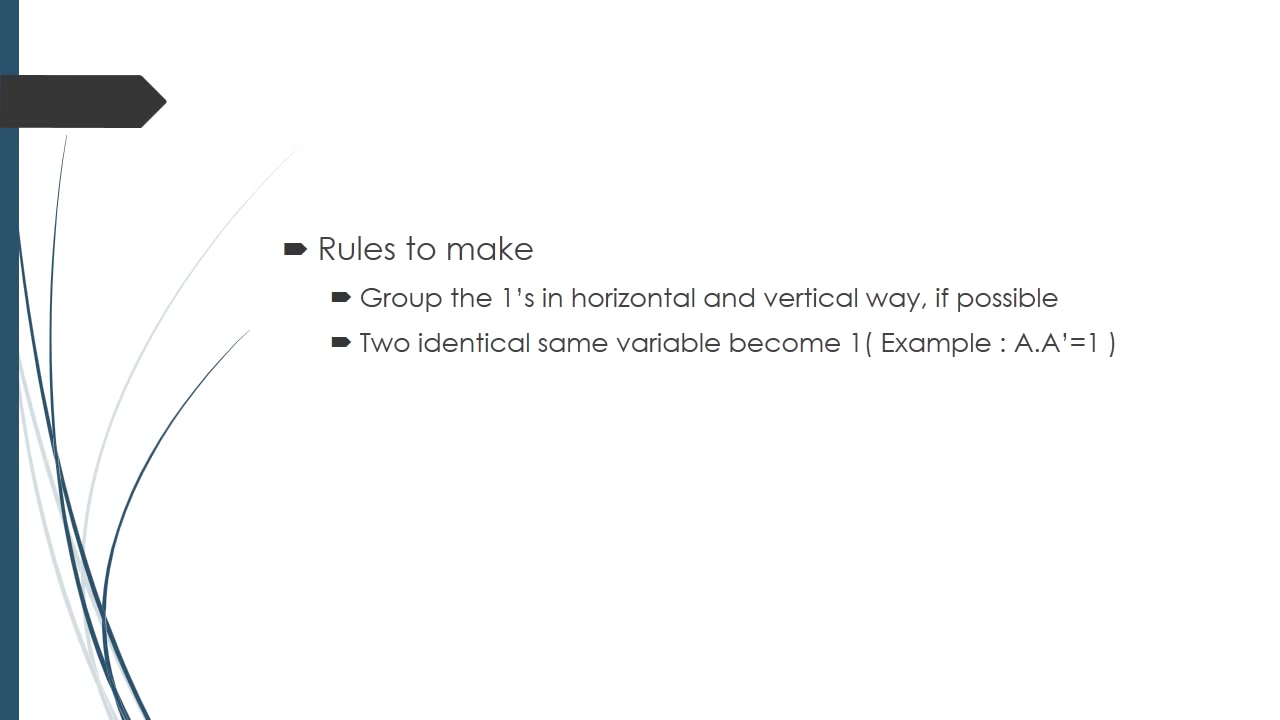 Rules to make
Group the 1’s in horizontal and vertical way, if possible
Two identical same variable become 1( Example : A.A’=1 )